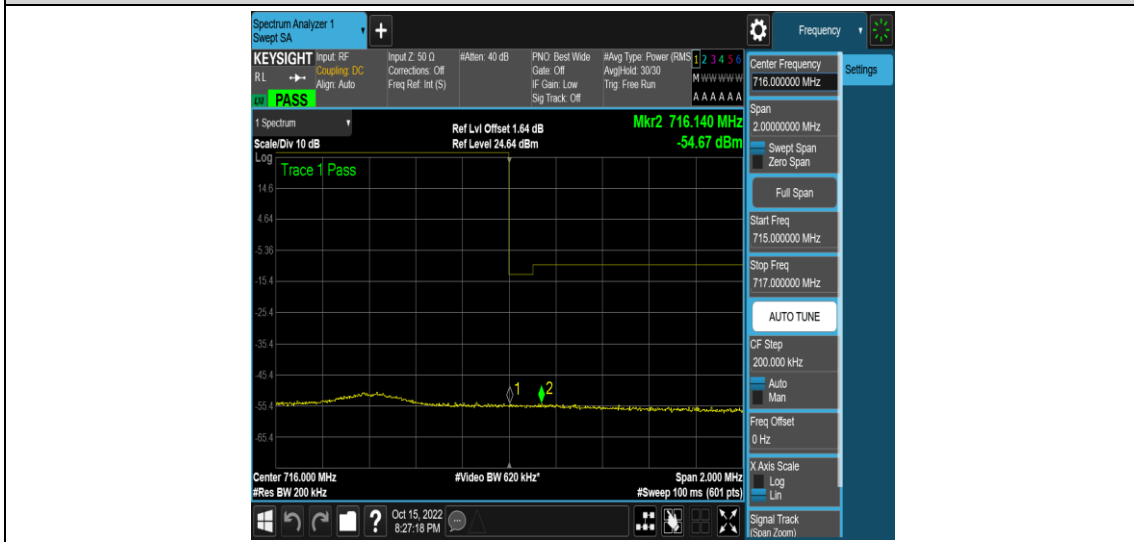 Spectrum Analyzer 1
Swept SA
+
Frequency
KEYSIGHT
RL
LXI
PASS
Input: RF
Coupling: DC
Align: Auto
Input Z: 50 Ω
Corrections: Off
Freq Ref: Int (S)
#Atten: 40 dB
PNO: Best Wide
Gate: Off
IF Gain: Low
Sig Track: Off
#Avg Type: Power (RMS
Avg|Hold: 30/30
Trig: Free Run
1 2 3 4 5 6
M W W W W W
A A A A A A
1 Spectrum
Scale/Div 10 dB
Ref Lvl Offset 1.64 dB
Ref Level 24.64 dBm
Mkr2 716.140 MHz
-54.67 dBm
Log
Trace 1 Pass
14.6
4.64
-5.36
-15.4
-25.4
-35.4
-45.4
-55.4
-65.4
1
2
Center 716.000 MHz
#Res BW 200 kHz
#Video BW 620 kHz*
Span 2.000 MHz
#Sweep 100 ms (601 pts)
?
Oct 15, 2022
8:27:18 PM
Center Frequency
716.000000 MHz
Span
2.00000000 MHz
Swept Span
Zero Span
Full Span
Start Freq
715.000000 MHz
Stop Freq
717.000000 MHz
AUTO TUNE
CF Step
200.000 kHz
Auto
Man
Freq Offset
0 Hz
X Axis Scale
Log
Lin
Signal Track
(Span Zoom)
Settings